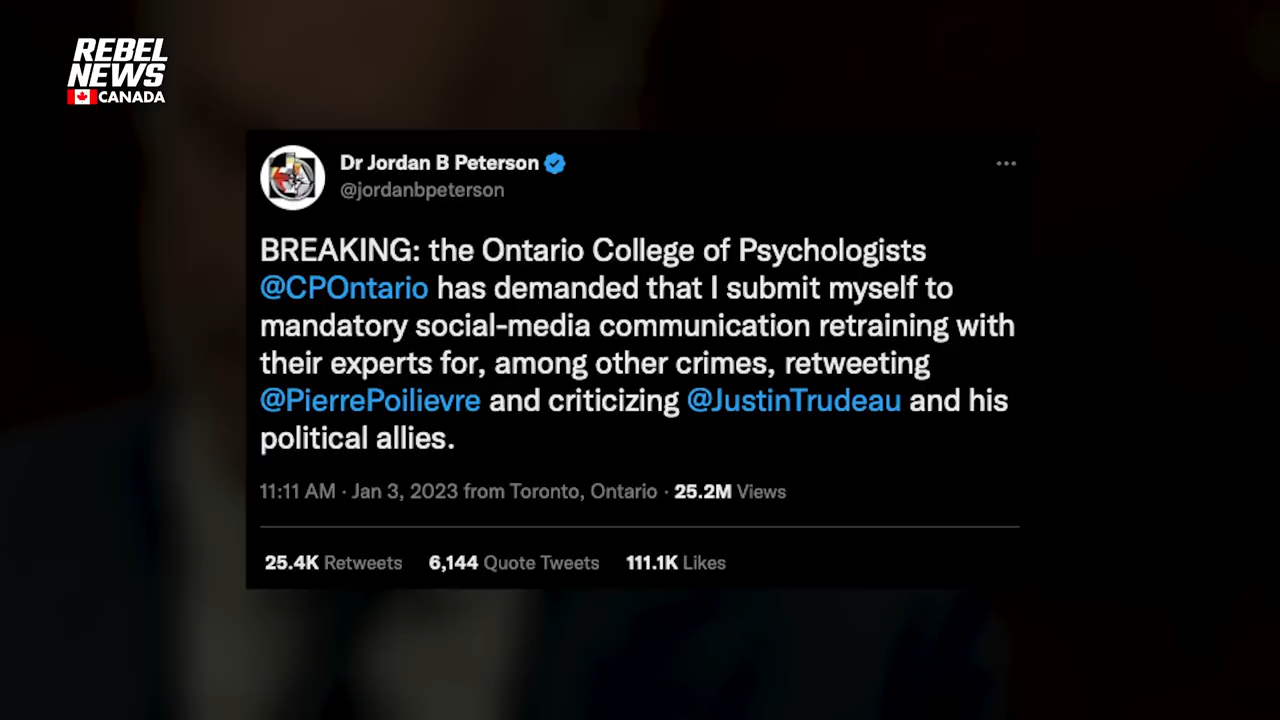 REBEL
NEWS
CANADA
Dr Jordan B Peterson
@jordanbpeterson
BREAKING: the Ontario College of Psychologists
@CPOntario has demanded that I submit myself to
mandatory social-media communication retraining with
their experts for, among other crimes, retweeting
@PierrePoilievre and criticizing @JustinTrudeau and his
political allies.
11:11 AM · Jan 3, 2023 from Toronto, Ontario · 25.2M Views
25.4K Retweets 6,144 Quote Tweets 111.1K Likes